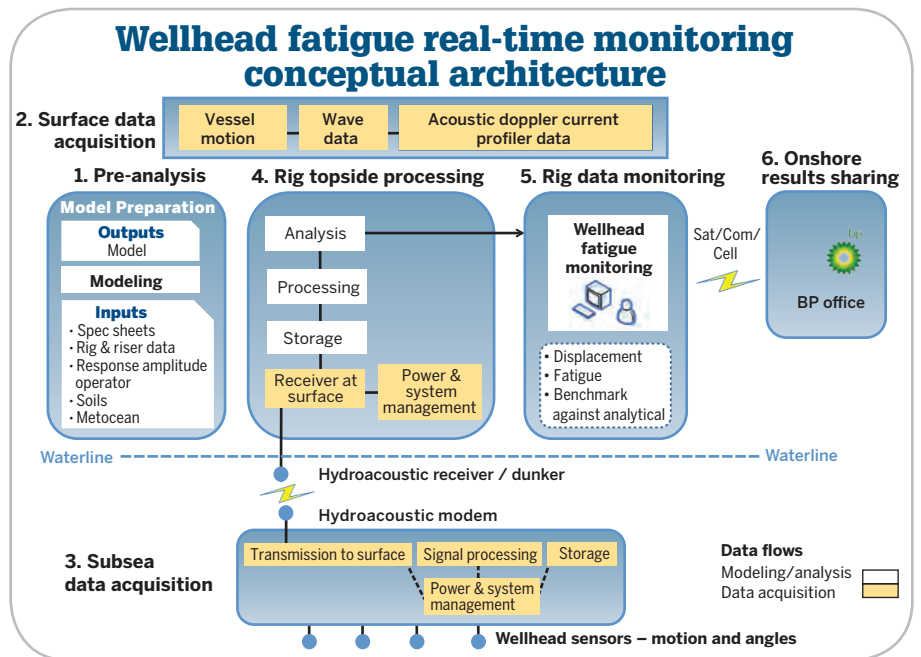 Wellhead fatigue real-time monitoring
conceptual architecture
2. Surface data
acquisition
Vessel
motion
Wave
data
Acoustic doppler current
profiler data
1. Pre-analysis
Model Preparation
Outputs
Model
Modeling
Inputs
· Spec sheets
· Rig & riser data
· Response amplitude
operator
· Soils
· Metocean
4. Rig topside processing
Analysis
Processing
Storage
Receiver at
surface
Power &
system
management
5. Rig data monitoring
Wellhead
fatigue
monitoring
• Displacement
• Fatigue
• Benchmark
against analytical
Sat/Com/
Cell
6. Onshore
results sharing
bp
BP office
Waterline
Waterline
Hydroacoustic receiver / dunker
Hydroacoustic modem
3. Subsea
data acquisition
Transmission to surface
Signal processing
Storage
Power & system
management
Wellhead sensors – motion and angles
Data flows
Modeling/analysis
Data acquisition